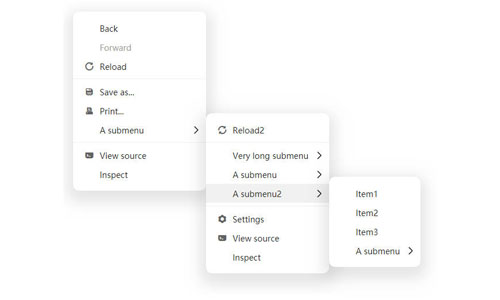 Back
Forward
Reload
Save as...
Print...
A submenu
View source
Inspect
Reload2
Very long submenu
A submenu
A submenu2
Settings
View source
Inspect
Item1
Item2
Item3
A submenu